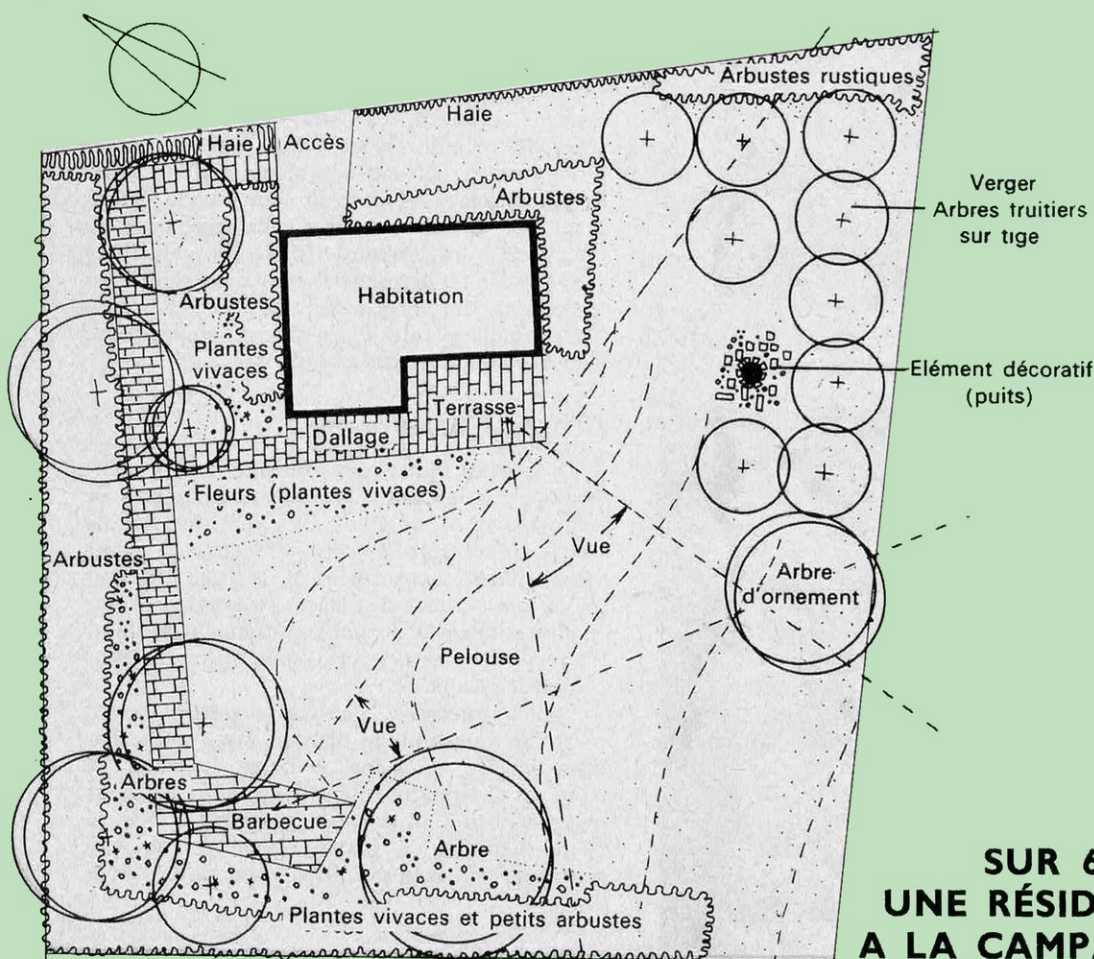 Arbustes rustiques
Haie
Haie
Accès
Arbustes
Verger
Arbres truitiers
sur tige
Habitation
Arbustes
Plantes
vivaces
Elément décoratif
(puits)
Terrasse
Dallage
Fleurs (plantes vivaces)
Vue
Arbustes
Arbre
d'ornement
Pelouse
Vue
Arbres
Barbecue
Arbre
Plantes vivaces et petits arbustes
SUR 6
UNE RÉSID
A LA CAMPA